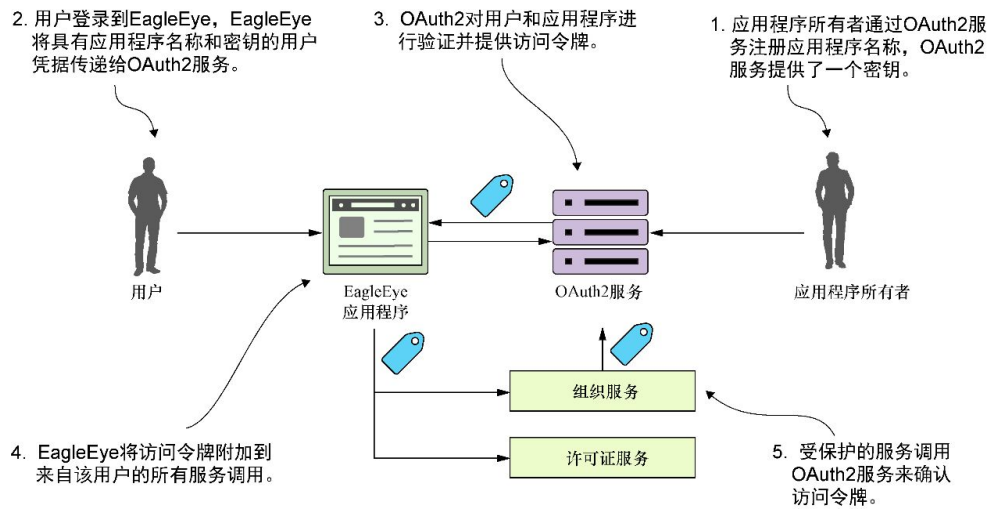 2. 用户登录到EagleEye，EagleEye
将具有应用程序名称和密钥的用户
凭据传递给OAuth2服务。
3. OAuth2对用户和应用程序进
行验证并提供访问令牌。
1. 应用程序所有者通过OAuth2服
务注册应用程序名称，OAuth2
服务提供了一个密钥。
用户
EagleEye
应用程序
OAuth2服务
应用程序所有者
组织服务
许可证服务
4. EagleEye将访问令牌附加到
来自该用户的所有服务调用。
5. 受保护的服务调用
OAuth2服务来确认
访问令牌。